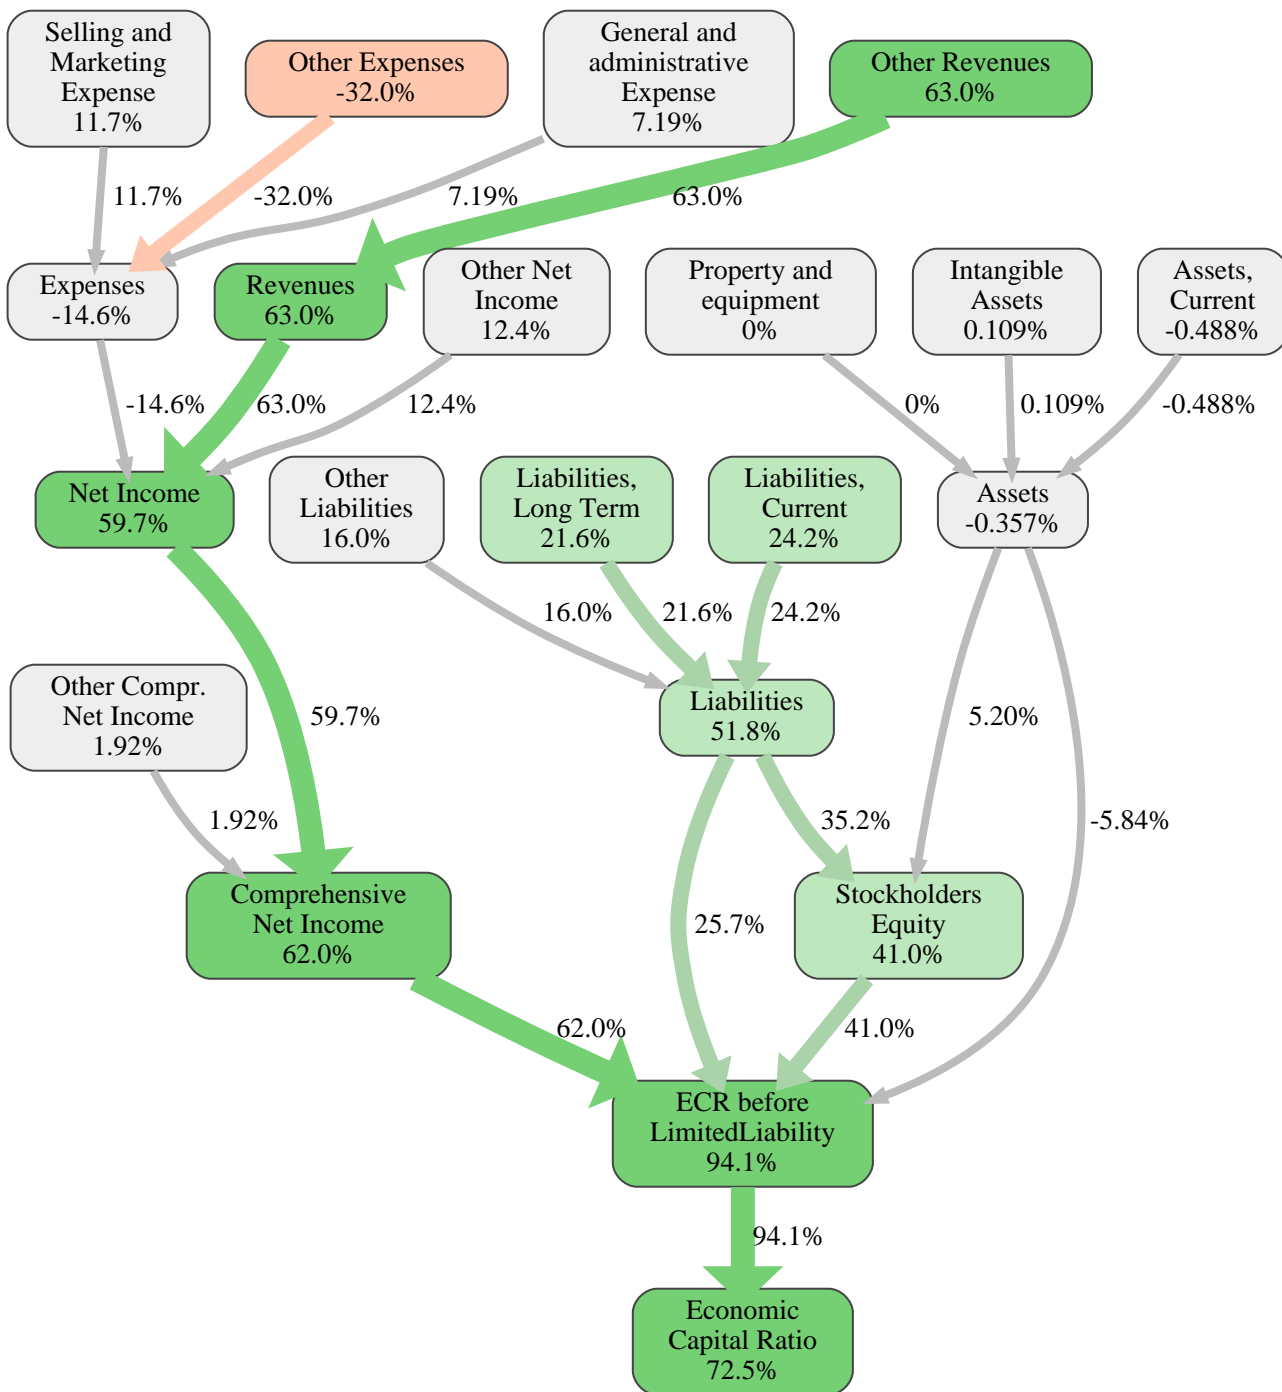 Selling and
Marketing
Expense
11.7%
Other Expenses
-32.0%
General and
administrative
Expense
7.19%
Other Revenues
63.0%
11.7%
-32.0%
7.19%
63.0%
Expenses
-14.6%
Revenues
63.0%
Other Net
Income
12.4%
Property and
equipment
0%
Intangible
Assets
0.109%
Assets,
Current
-0.488%
-14.6%
63.0%
12.4%
0%
0.109%
-0.488%
Net Income
59.7%
Other
Liabilities
16.0%
Liabilities,
Long Term
21.6%
Liabilities,
Current
24.2%
Assets
-0.357%
16.0%
21.6%
24.2%
Other Compr.
Net Income
1.92%
59.7%
Liabilities
51.8%
5.20%
1.92%
35.2%
-5.84%
Comprehensive
Net Income
62.0%
25.7%
Stockholders
Equity
41.0%
62.0%
41.0%
ECR before
LimitedLiability
94.1%
94.1%
Economic
Capital Ratio
72.5%